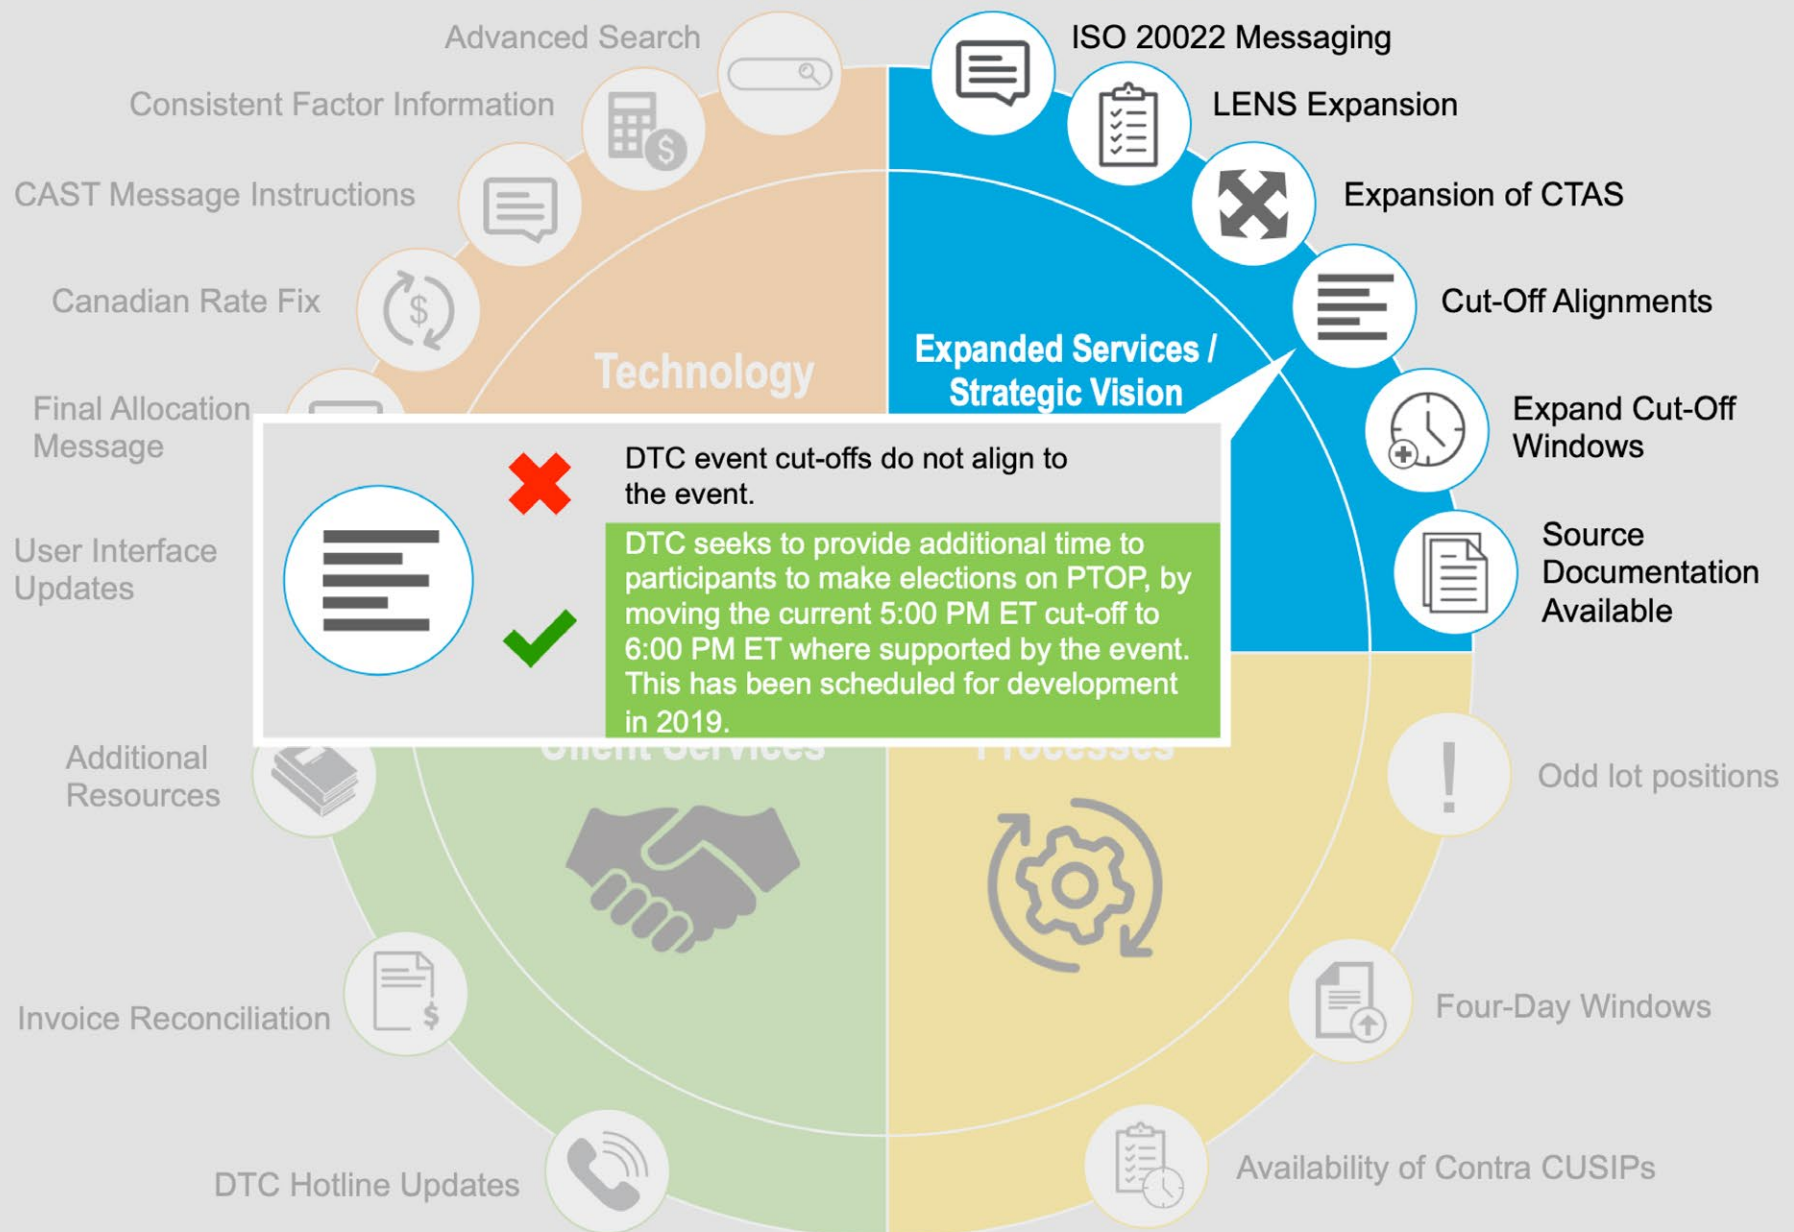 Advanced Search
Consistent Factor Information
CAST Message Instructions
Canadian Rate Fix
Final Allocation
Message
User Interface
Updates
Technology
$
$
ISO 20022 Messaging
LENS Expansion
Expansion of CTAS
Cut-Off Alignments
Expand Cut-Off
Windows
Source
Documentation
Available
Expanded Services /
Strategic Vision
DTC event cut-offs do not align to
the event.
DTC seeks to provide additional time to
participants to make elections on PTOP, by
moving the current 5:00 PM ET cut-off to
6:00 PM ET where supported by the event.
This has been scheduled for development
in 2019.
Client Services
Additional
Resources
Invoice Reconciliation
$
DTC Hotline Updates
Processes
!
Odd lot positions
Four-Day Windows
Availability of Contra CUSIPs